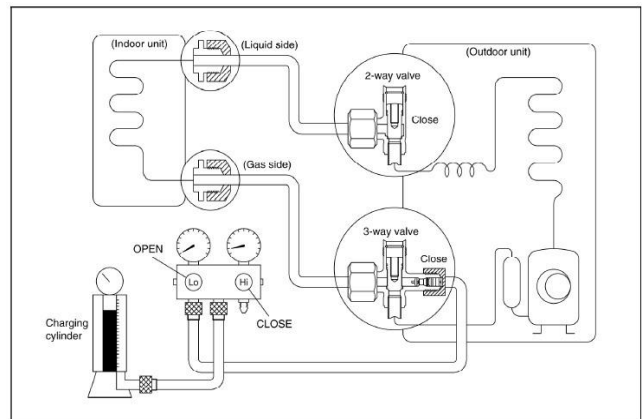 (Indoor unit)
(Liquid side)
(Outdoor unit)
2-way valve
Close
(Gas side)
3-way valve
Close
OPEN
Lo
Hi
CLOSE
Charging
cylinder